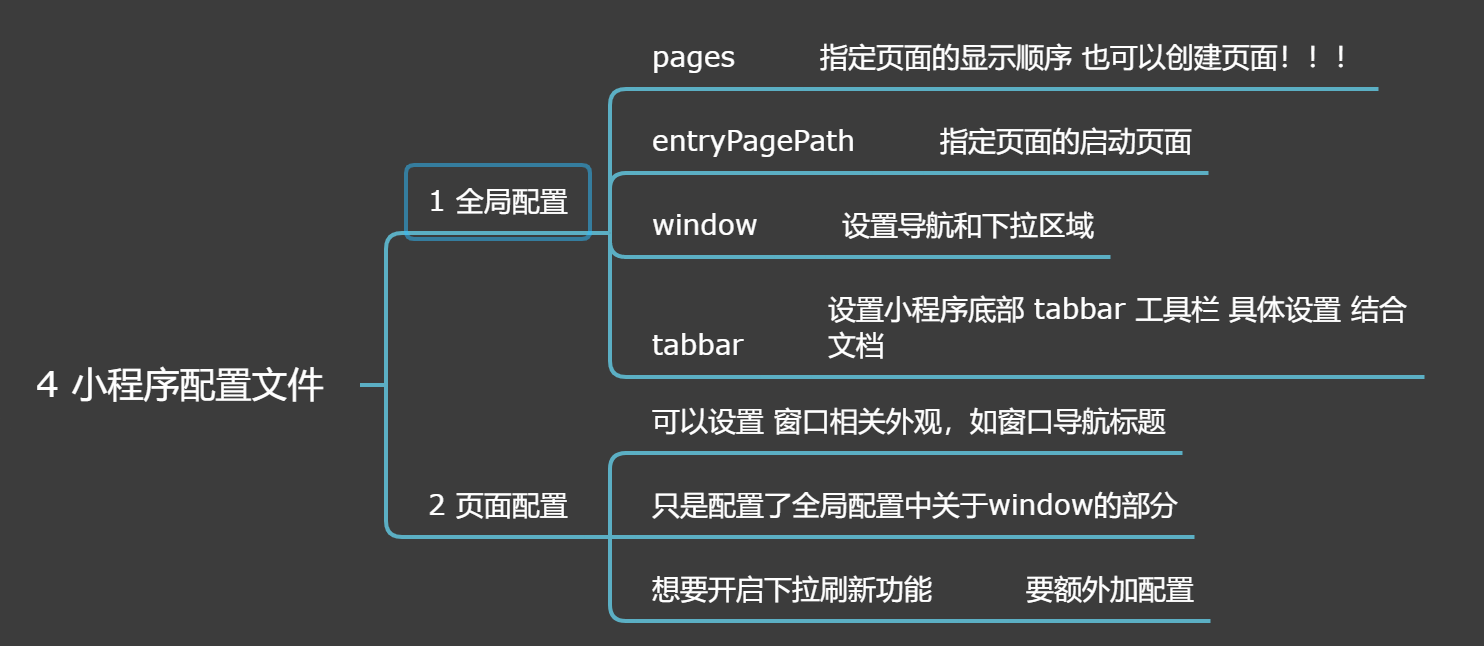 pages 指定页面的显示顺序 也可以创建页面！！！
entryPagePath 指定页面的启动页面
1 全局配置
window 设置导航和下拉区域
设置小程序底部 tabbar 工具栏 具体设置 结合
文档
tabbar
4 小程序配置文件
可以设置 窗口相关外观，如窗口导航标题
2 页面配置
只是配置了全局配置中关于window的部分
想要开启下拉刷新功能 要额外加配置